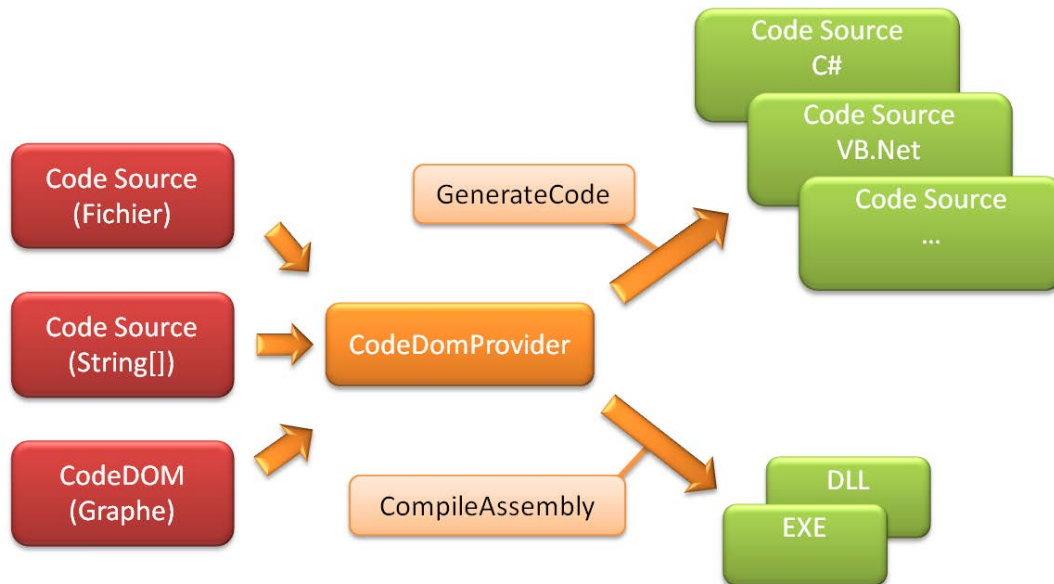 Code Source
(Fichier)
Code Source
(String[])
CodeDOM
(Graphe)
CodeDomProvider
GenerateCode
CompileAssembly
Code Source
C#
Code Source
VB.Net
Code Source
...
DLL
EXE